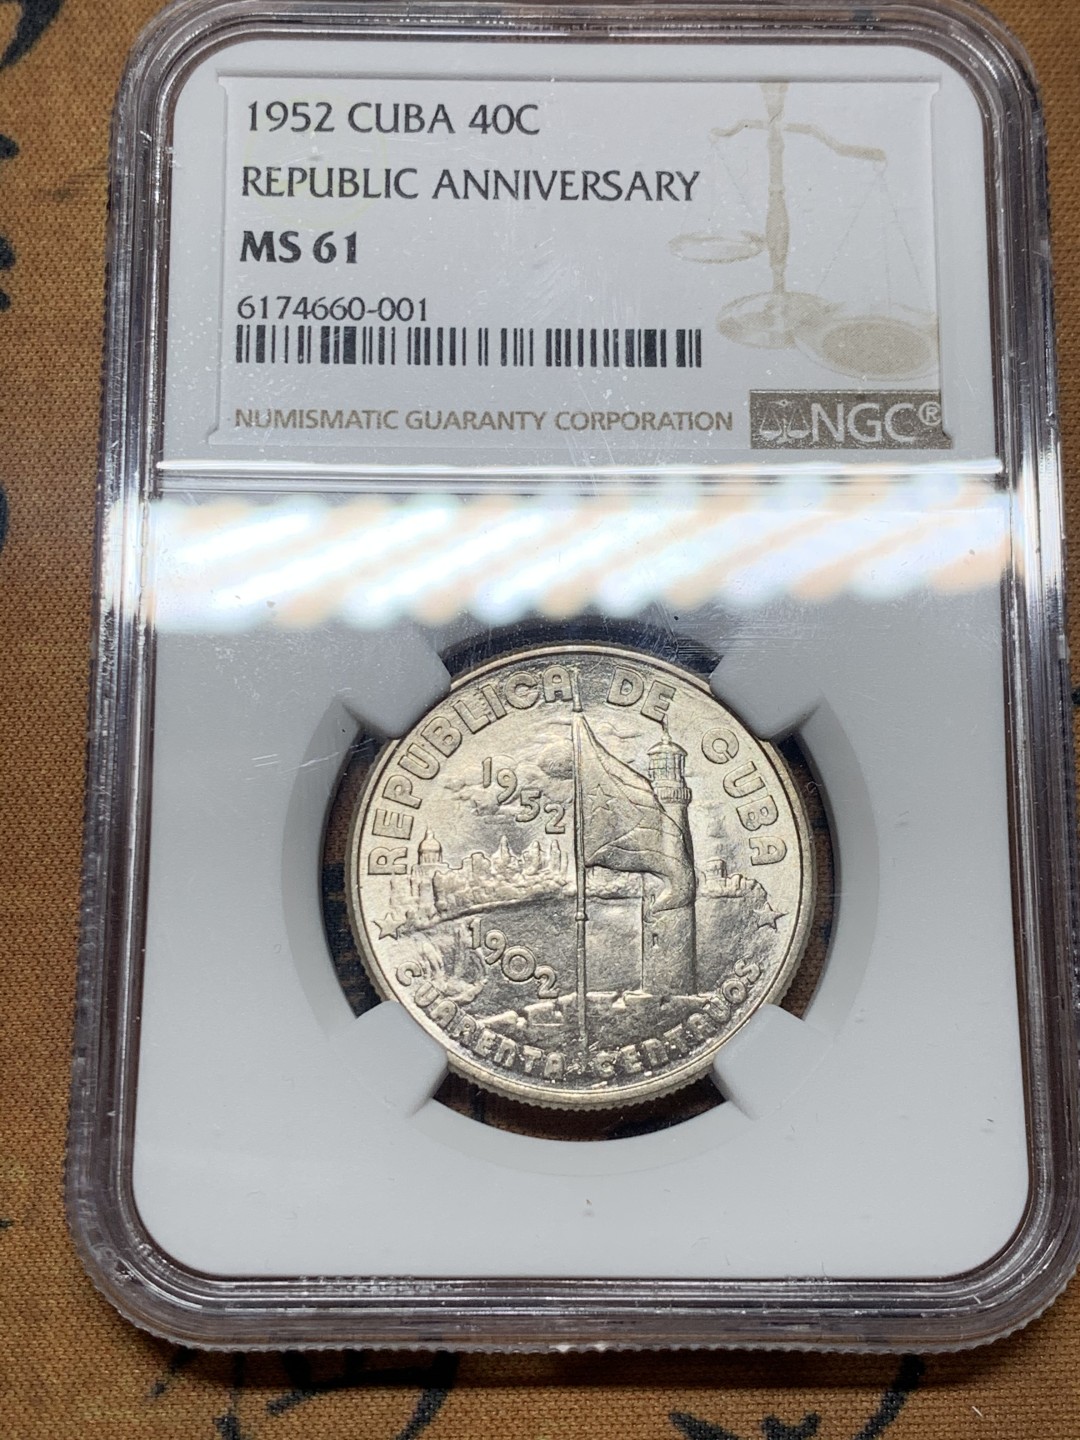 1952 CUBA 40C
REPUBLIC ANNIVERSARY
MS 61
6174660-001
NUMISMATIC GUARANTY CORPORATION
NGC®
REPUBLICA DE CUBA
1952
1902
CUARENTA CENTAVOS